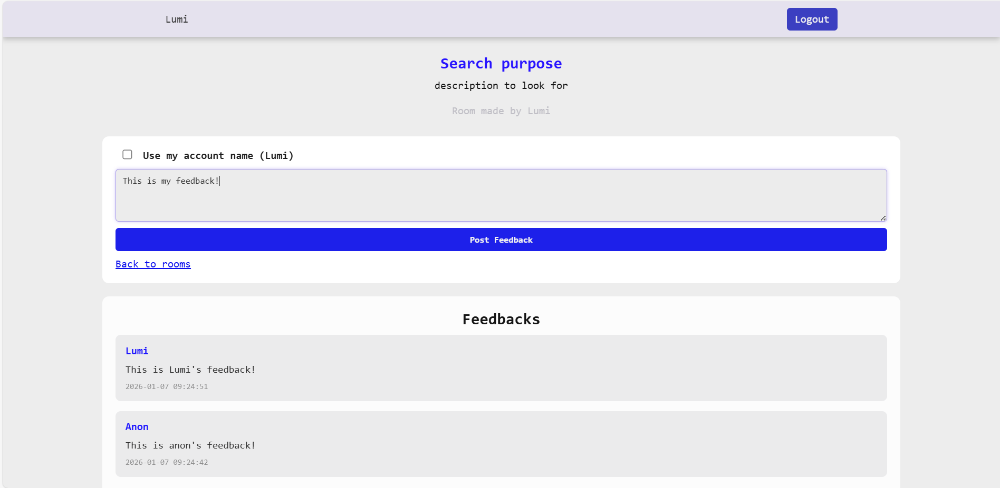 Lumi
Logout
Search purpose
description to look for
Room made by Lumi
Use my account name (Lumi)
This is my feedback!
Post Feedback
Back to rooms
Feedbacks
Lumi
This is Lumi's feedback!
2026-01-07 09:24:51
Anon
This is anon's feedback!
2026-01-07 09:24:42